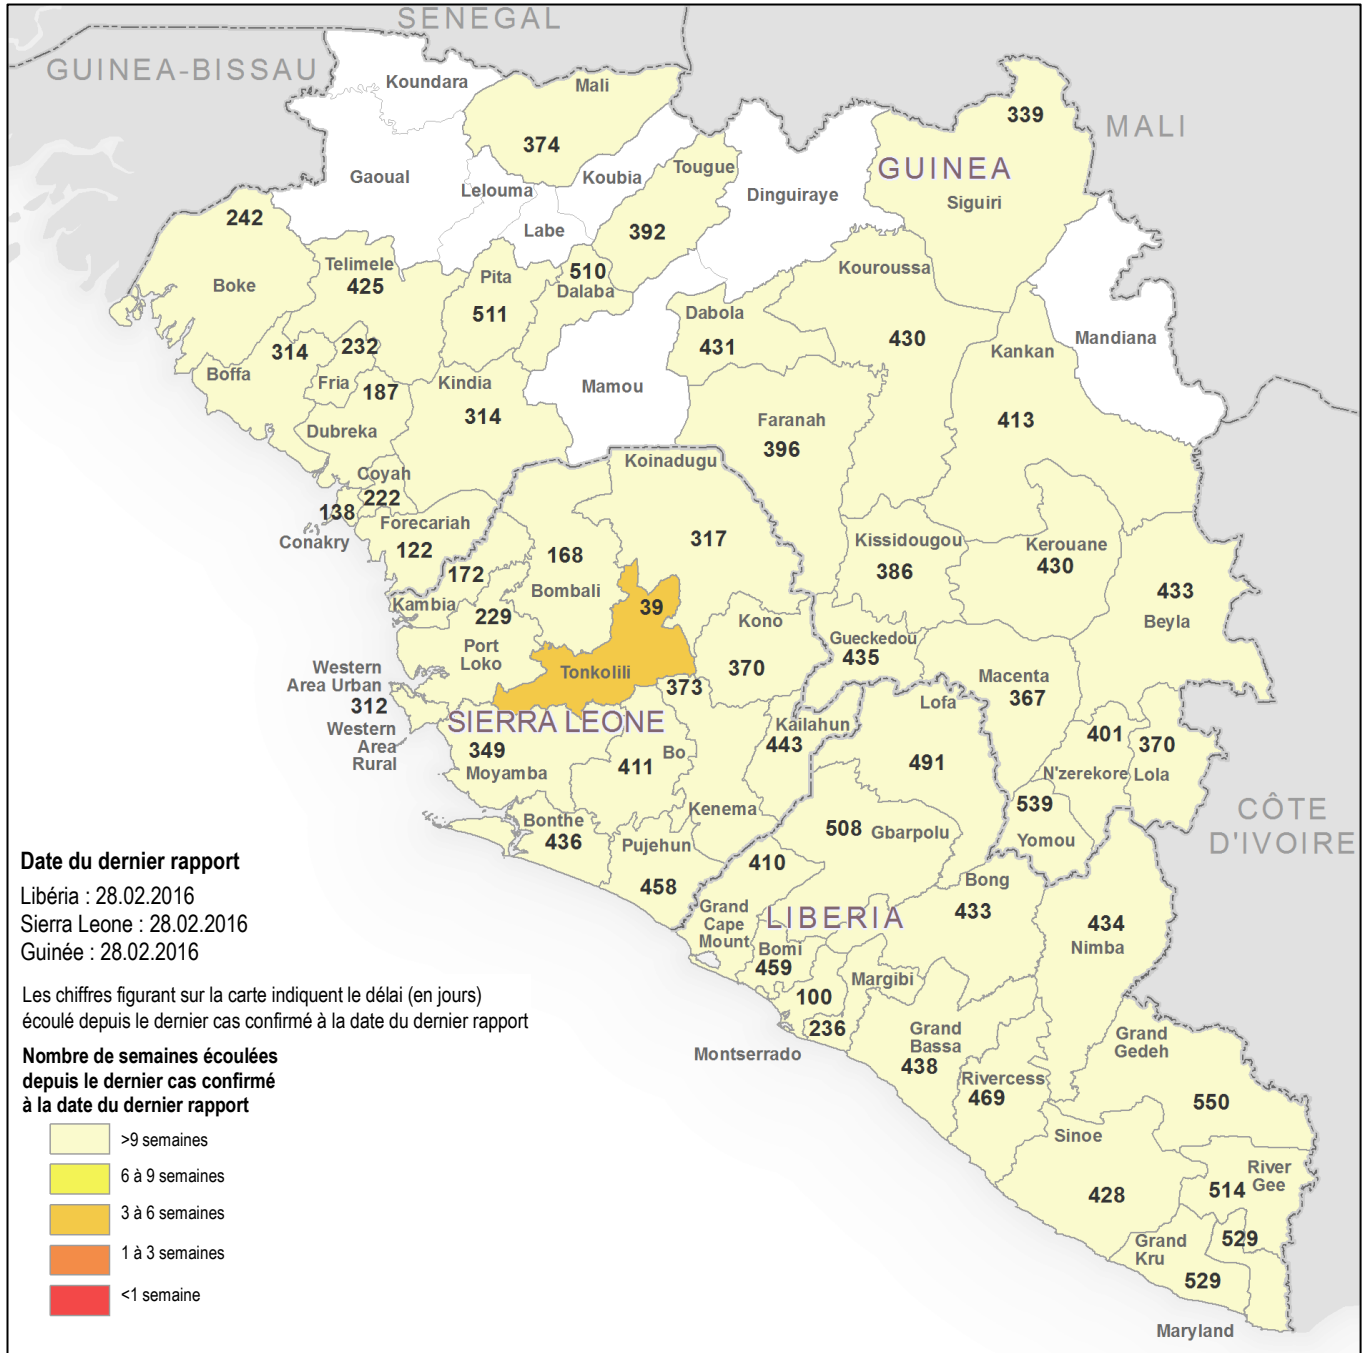 SENEGAL
GUINEA-BISSAU
Koundara
Mali
339
MALI
374
GUINEA
Gaoual
Lelouma
Koubia
Tougue
Dinguiraye
Siguiri
242
Labe
392
Boke
Telimele
425
Pita
510
Dalaba
Kouroussa
511
Dabola
431
430
Mandiana
314
232
Kankan
Boffa
Fria
187
Kindia
Mamou
314
413
Dubreka
Faranah
396
Koinadugu
Coyah
222
138
Conakry
Forecariah
122
317
Kissidougou
386
Kerouane
430
168
172
Bombali
433
Beyla
Kambia
229
39
Kono
Port
Loko
370
Gueckedou
435
Western
Area Urban
312
Western
Area
Rural
Tonkolili
373
Macenta
367
Lofa
SIERRA LEONE
349
Moyamba
Kailahun
443
401
370
N'zerekore
Lola
Bo
411
491
Kenema
539
Yomou
CÔTE
D'IVOIRE
Bonthe
436
Pujehun
458
508
Gbarpolu
410
Bong
433
Date du dernier rapport
Libéria : 28.02.2016
Sierra Leone : 28.02.2016
Guinée : 28.02.2016
Grand
Cape
Mount
LIBERIA
434
Nimba
Bomi
459
Margibi
Les chiffres figurant sur la carte indiquent le délai (en jours)
écoulé depuis le dernier cas confirmé à la date du dernier rapport
100
236
Montserrado
Grand
Bassa
438
Grand
Gedeh
550
Rivercess
469
Nombre de semaines écoulées
depuis le dernier cas confirmé
à la date du dernier rapport
>9 semaines
6 à 9 semaines
3 à 6 semaines
1 à 3 semaines
<1 semaine
Sinoe
428
River
Gee
514
Grand
Kru
529
529
Maryland